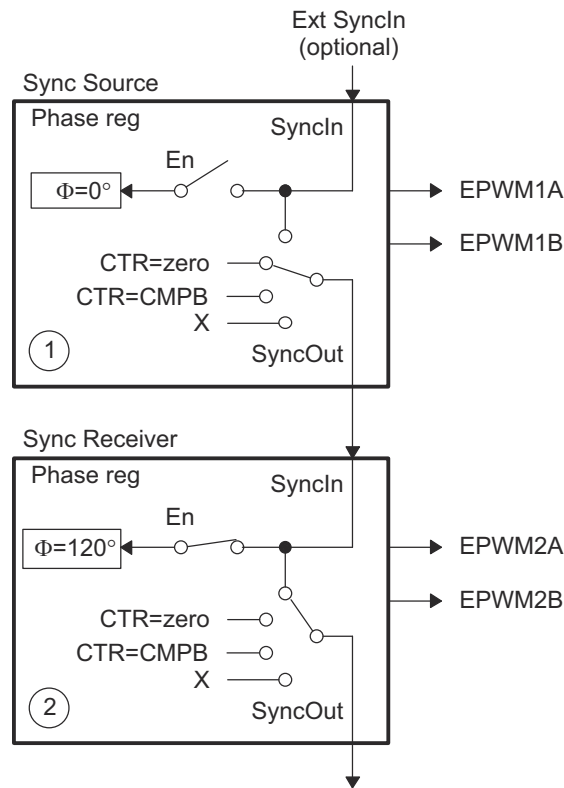 Ext SyncIn
(optional)
Sync Source
Phase reg
SyncIn
En
Φ=0°
EPWM1A
EPWM1B
CTR=zero
CTR=CMPB
X
1
SyncOut
Sync Receiver
Phase reg
SyncIn
En
Φ=120°
EPWM2A
EPWM2B
CTR=zero
CTR=CMPB
X
2
SyncOut